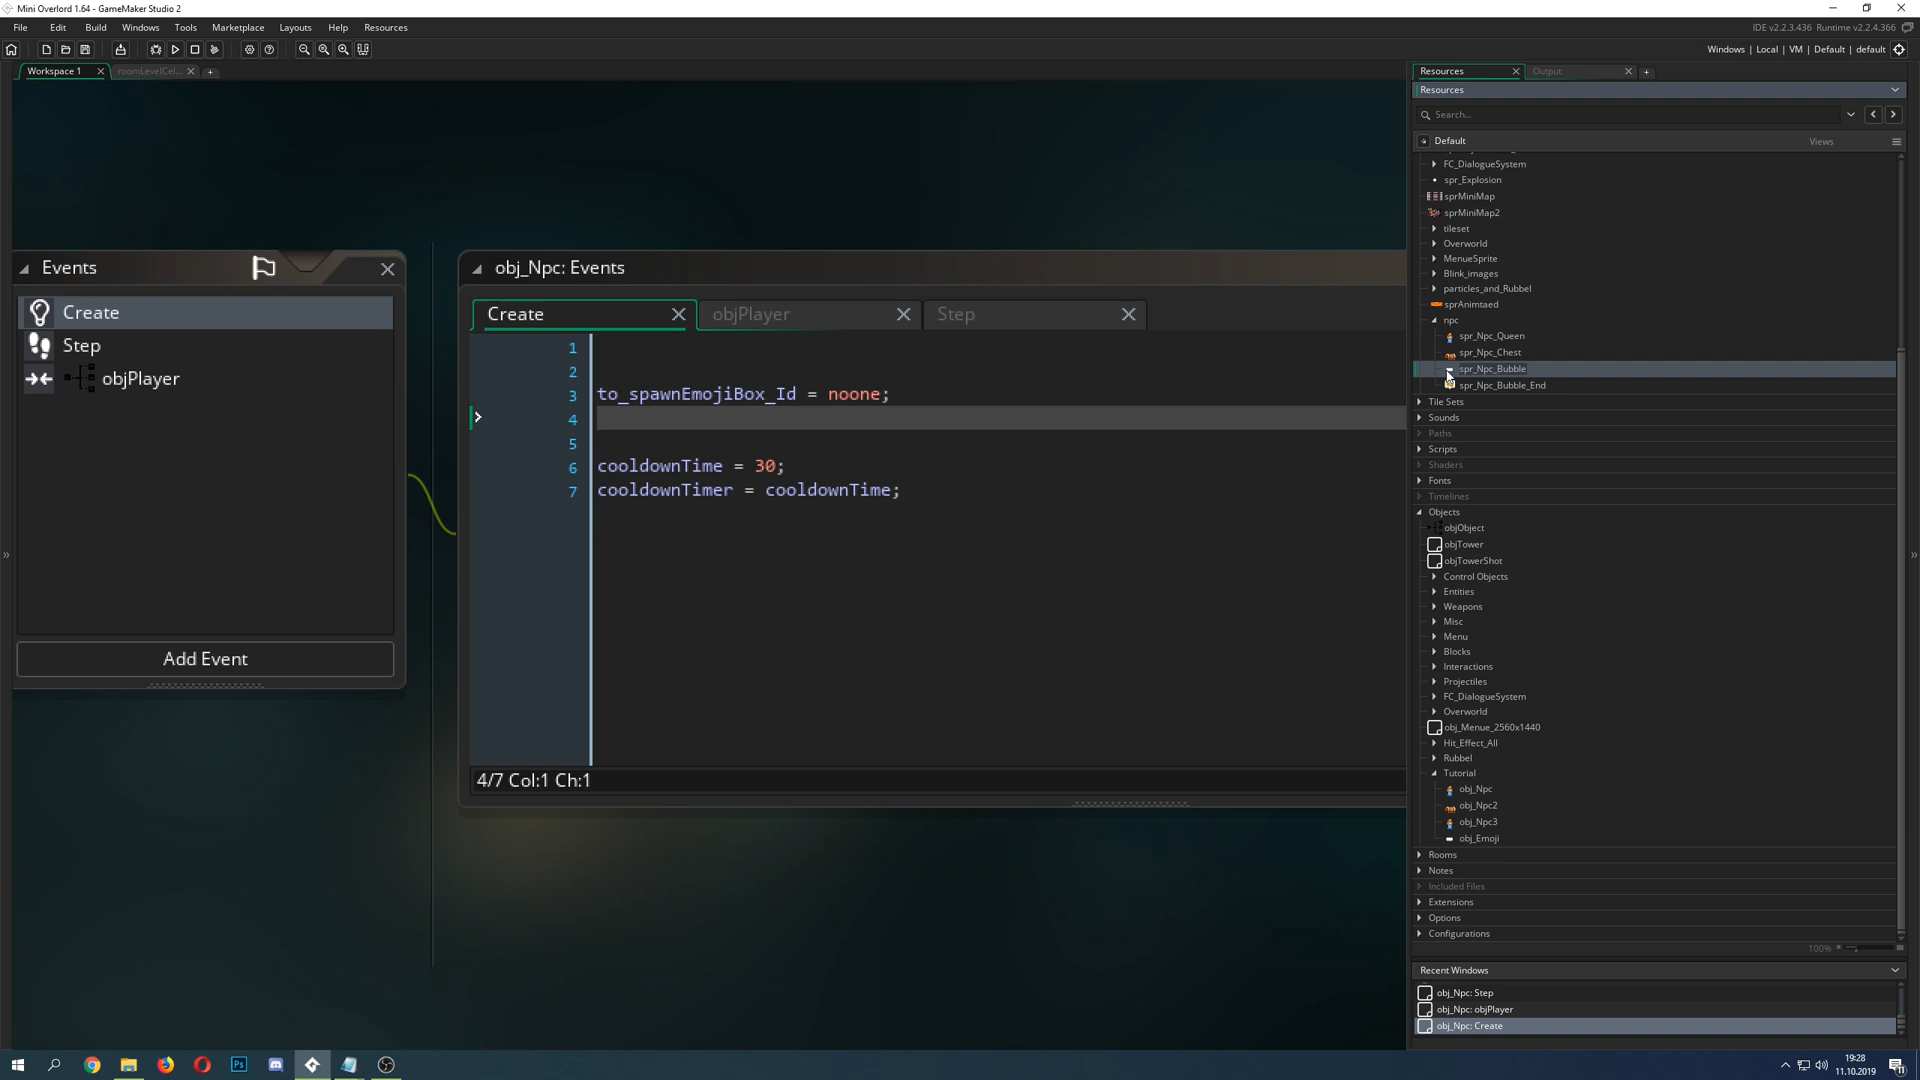 Mini Overlord 1.64 - GameMaker Studio 2
File Edit Build Windows Tools Marketplace Layouts Help Resources
IDE v2.2.3.436 Runtime v2.2.4.366
Windows | Local | VM | Default | default
Workspace 1
roomLevelCel...
Resources
Output
Resources
Search...
Default
Views
FC_DialogueSystem
spr_Explosion
sprMiniMap
sprMiniMap2
tileset
Overworld
MenueSprite
Blink_images
particles_and_Rubbel
sprAnimtaed
npc
spr_Npc_Queen
spr_Npc_Chest
spr_Npc_Bubble
spr_Npc_Bubble_End
Tile Sets
Sounds
Paths
Scripts
Shaders
Fonts
Timelines
Objects
objObject
objTower
objTowerShot
Control Objects
Entities
Weapons
Misc
Menu
Blocks
Interactions
Projectiles
FC_DialogueSystem
Overworld
obj_Menue_2560x1440
Hit_Effect_All
Rubbel
Tutorial
obj_Npc
obj_Npc2
obj_Npc3
obj_Emoji
Rooms
Notes
Included Files
Extensions
Options
Configurations
100%
Recent Windows
obj_Npc: Step
obj_Npc: objPlayer
obj_Npc: Create
Events
Create
Step
objPlayer
Add Event
obj_Npc: Events
Create
objPlayer
Step
1
2
3 to_spawnEmojiBox_Id = noone;
4
5
6 cooldownTime = 30;
7 cooldownTimer = cooldownTime;
4/7 Col:1 Ch:1
19:28
11.10.2019